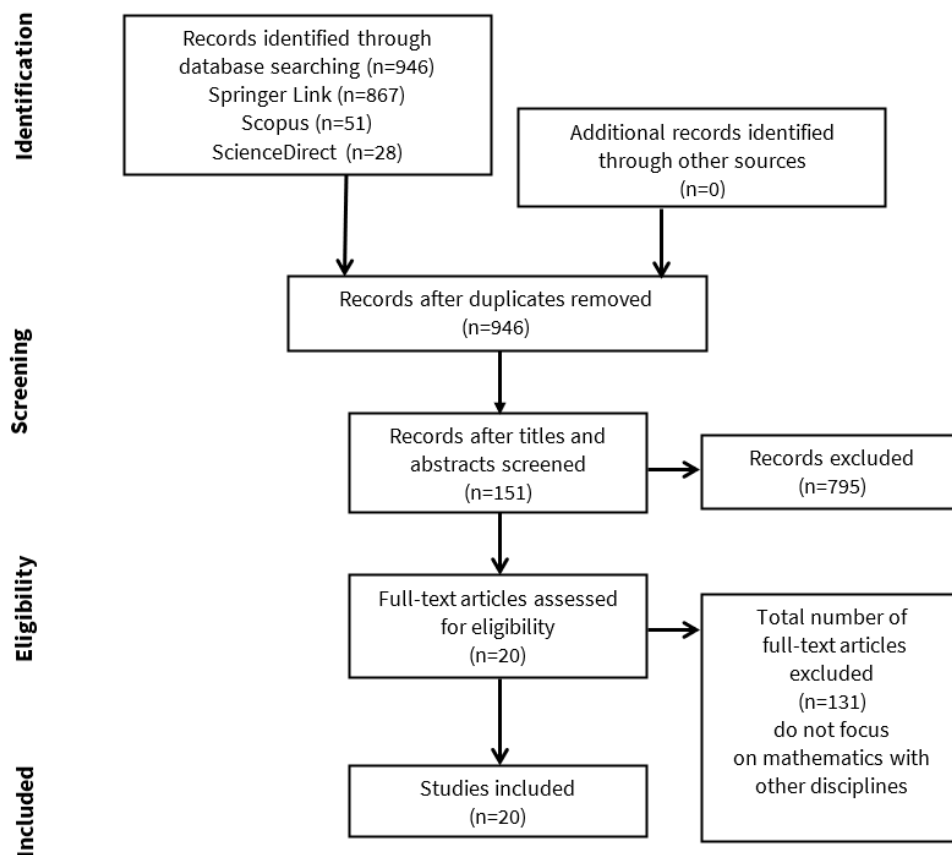 Identification
Records identified through
database searching (n=946)
Springer Link (n=867)
Scopus (n=51)
ScienceDirect (n=28)
Additional records identified
through other sources
(n=0)
Screening
Records after duplicates removed
(n=946)
Records after titles and
abstracts screened
(n=151)
Records excluded
(n=795)
Eligibility
Full-text articles assessed
for eligibility
(n=20)
Total number of
full-text articles
excluded
(n=131)
do not focus
on mathematics with
other disciplines
Included
Studies included
(n=20)